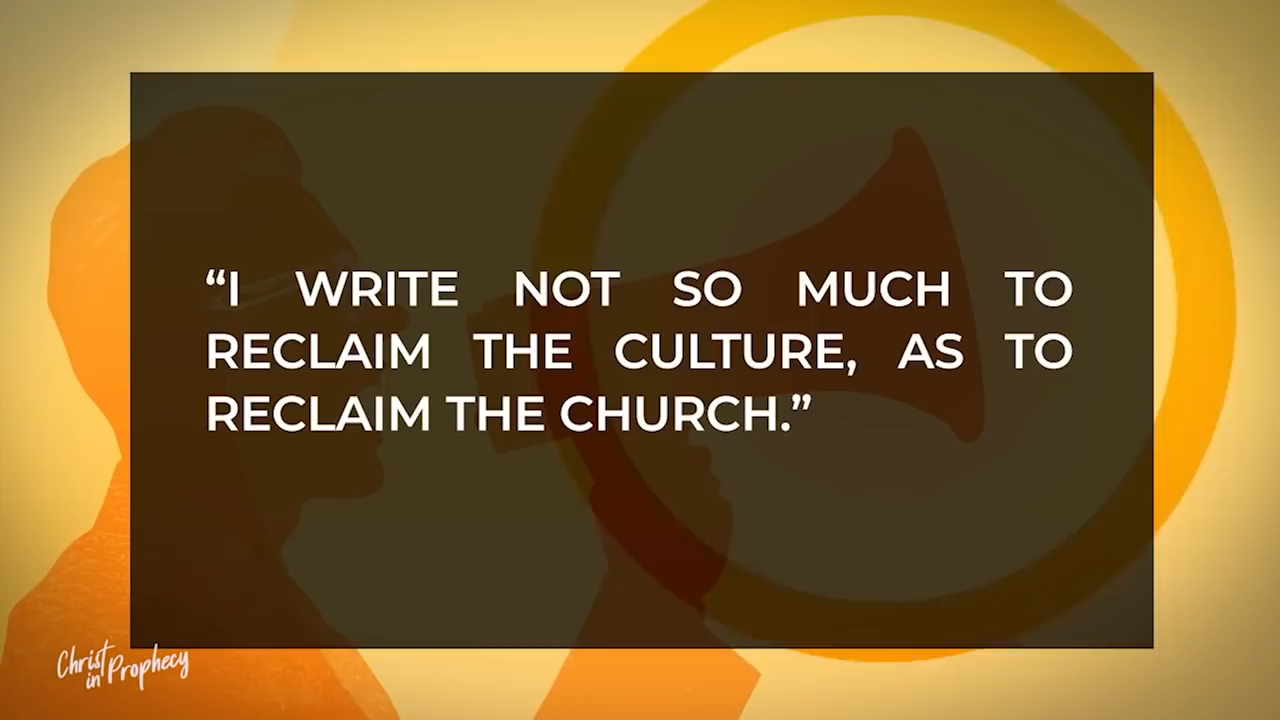 “I WRITE NOT SO MUCH TO
RECLAIM THE CULTURE, AS TO
RECLAIM THE CHURCH.”
Christ
in Prophecy